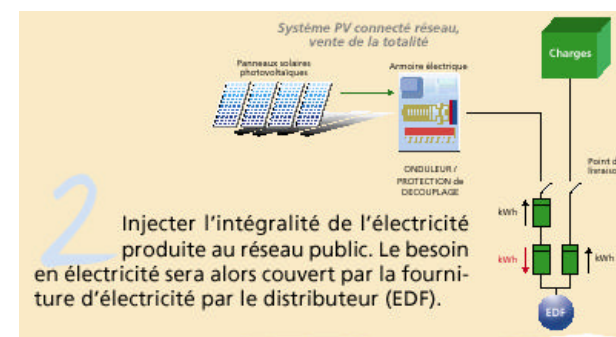 Système PV connecté réseau,
vente de la totalité
Panneaux solaires
photovoltaïques
Armoire électrique
Charges
ONDULEUR /
PROTECTION de
DECOUPLAGE
Point d
livraiso
kWh
kWh
kWh
EDF
2
Injecter l'intégralité de l'électricité
produite au réseau public. Le besoin
en électricité sera alors couvert par la fourni-
ture d'électricité par le distributeur (EDF).